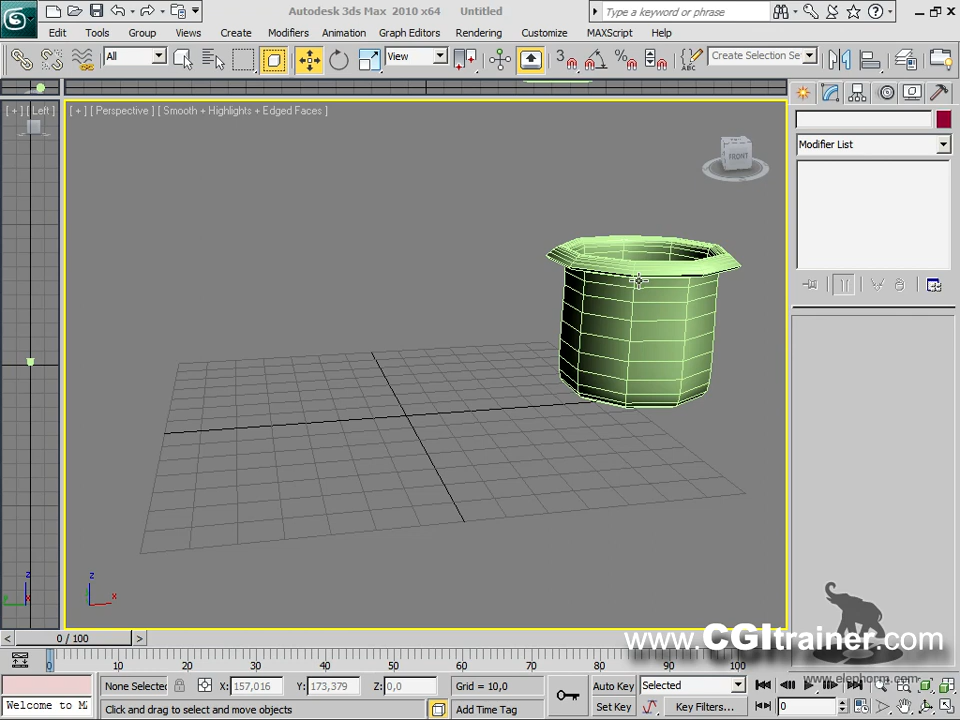 Autodesk 3ds Max 2010 x64 Untitled
Type a keyword or phrase
Edit Tools Group Views Create Modifiers Animation Graph Editors Rendering Customize MAXScript Help
All View 3 Create Selection Se
[ + ] [ Left ]
[ + ] [ Perspective ] [ Smooth + Highlights + Edged Faces ]
Modifier List
FRONT
z
x
z
x
< 0 / 100 >
www.CGItrainer.com
0 10 20 30 40 50 60 70 80 90 100
www.elephorm.com
None Selected X: 157,016 Y: 173,379 Z: 0,0 Grid = 10,0 Auto Key Selected
Welcome to M Click and drag to select and move objects Add Time Tag Set Key Key Filters... 0